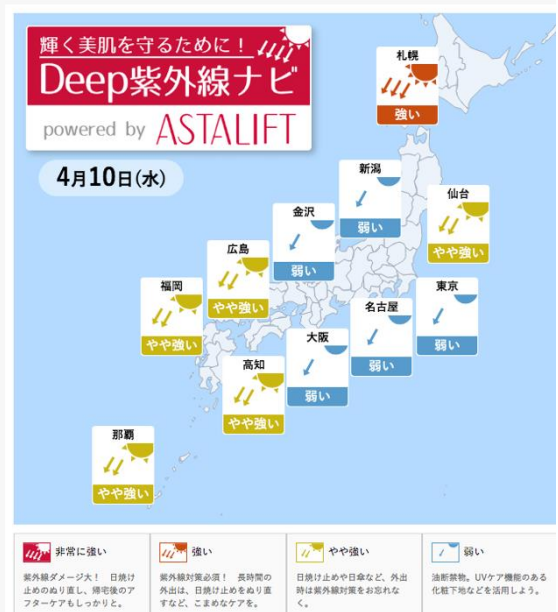 輝く美肌を守るために！
Deep紫外線ナビ
powered by ASTALIFT
4月10日(水)
札幌
強い
新潟
弱い
仙台
やや強い
金沢
弱い
広島
やや強い
東京
弱い
福岡
やや強い
名古屋
弱い
大阪
弱い
高知
やや強い
那覇
やや強い
非常に強い
紫外線ダメージ大！ 日焼け
止めのぬり直し、帰宅後のア
フターケアもしっかりと。
強い
紫外線対策必須！ 長時間の
外出は、日焼け止めをぬり直
すなど、こまめなケアを。
やや強い
日焼け止めや日傘など、外出
時は紫外線対策をお忘れな
く。
弱い
油断禁物。UVケア機能のある
化粧下地などを活用しよう。